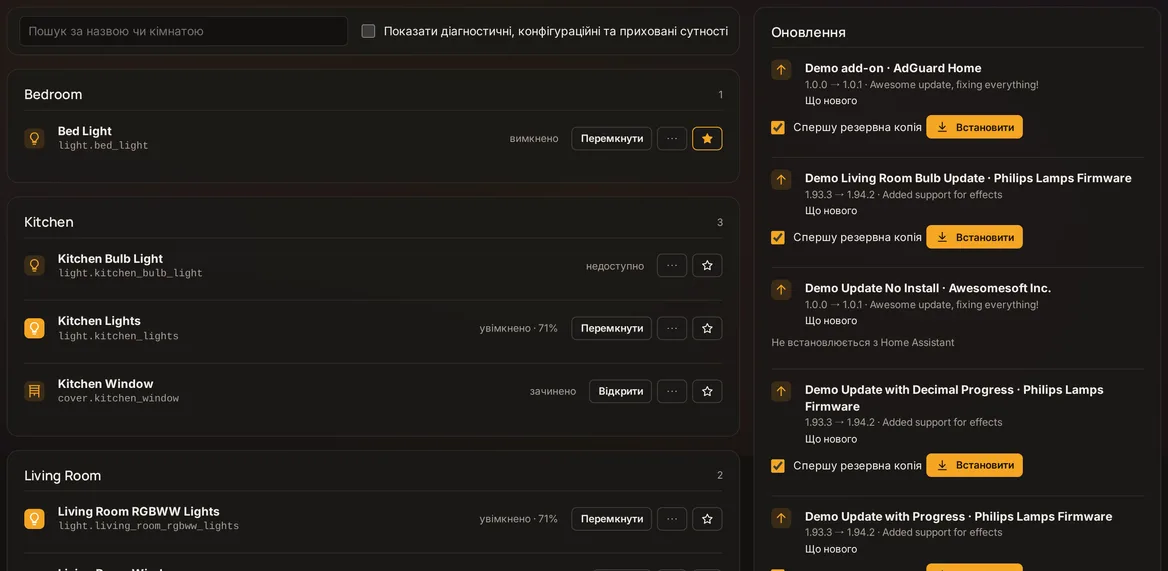 Пошук за назвою чи кімнатою
Показати діагностичні, конфігураційні та приховані сутності
Bedroom
1
Bed Light
light.bed_light
вимкнено
Перемкнути
Kitchen
3
Kitchen Bulb Light
light.kitchen_bulb_light
недоступно
Kitchen Lights
light.kitchen_lights
увімкнено · 71%
Перемкнути
Kitchen Window
cover.kitchen_window
зачинено
Відкрити
Living Room
2
Living Room RGBWW Lights
light.living_room_rgbww_lights
увімкнено · 71%
Перемкнути
Оновлення
Demo add-on · AdGuard Home
1.0.0 → 1.0.1 · Awesome update, fixing everything!
Що нового
Спершу резервна копія
Встановити
Demo Living Room Bulb Update · Philips Lamps Firmware
1.93.3 → 1.94.2 · Added support for effects
Що нового
Спершу резервна копія
Встановити
Demo Update No Install · Awesomesoft Inc.
1.0.0 → 1.0.1 · Awesome update, fixing everything!
Що нового
Не встановлюється з Home Assistant
Demo Update with Decimal Progress · Philips Lamps
Firmware
1.93.3 → 1.94.2 · Added support for effects
Що нового
Спершу резервна копія
Встановити
Demo Update with Progress · Philips Lamps Firmware
1.93.3 → 1.94.2 · Added support for effects
Що нового